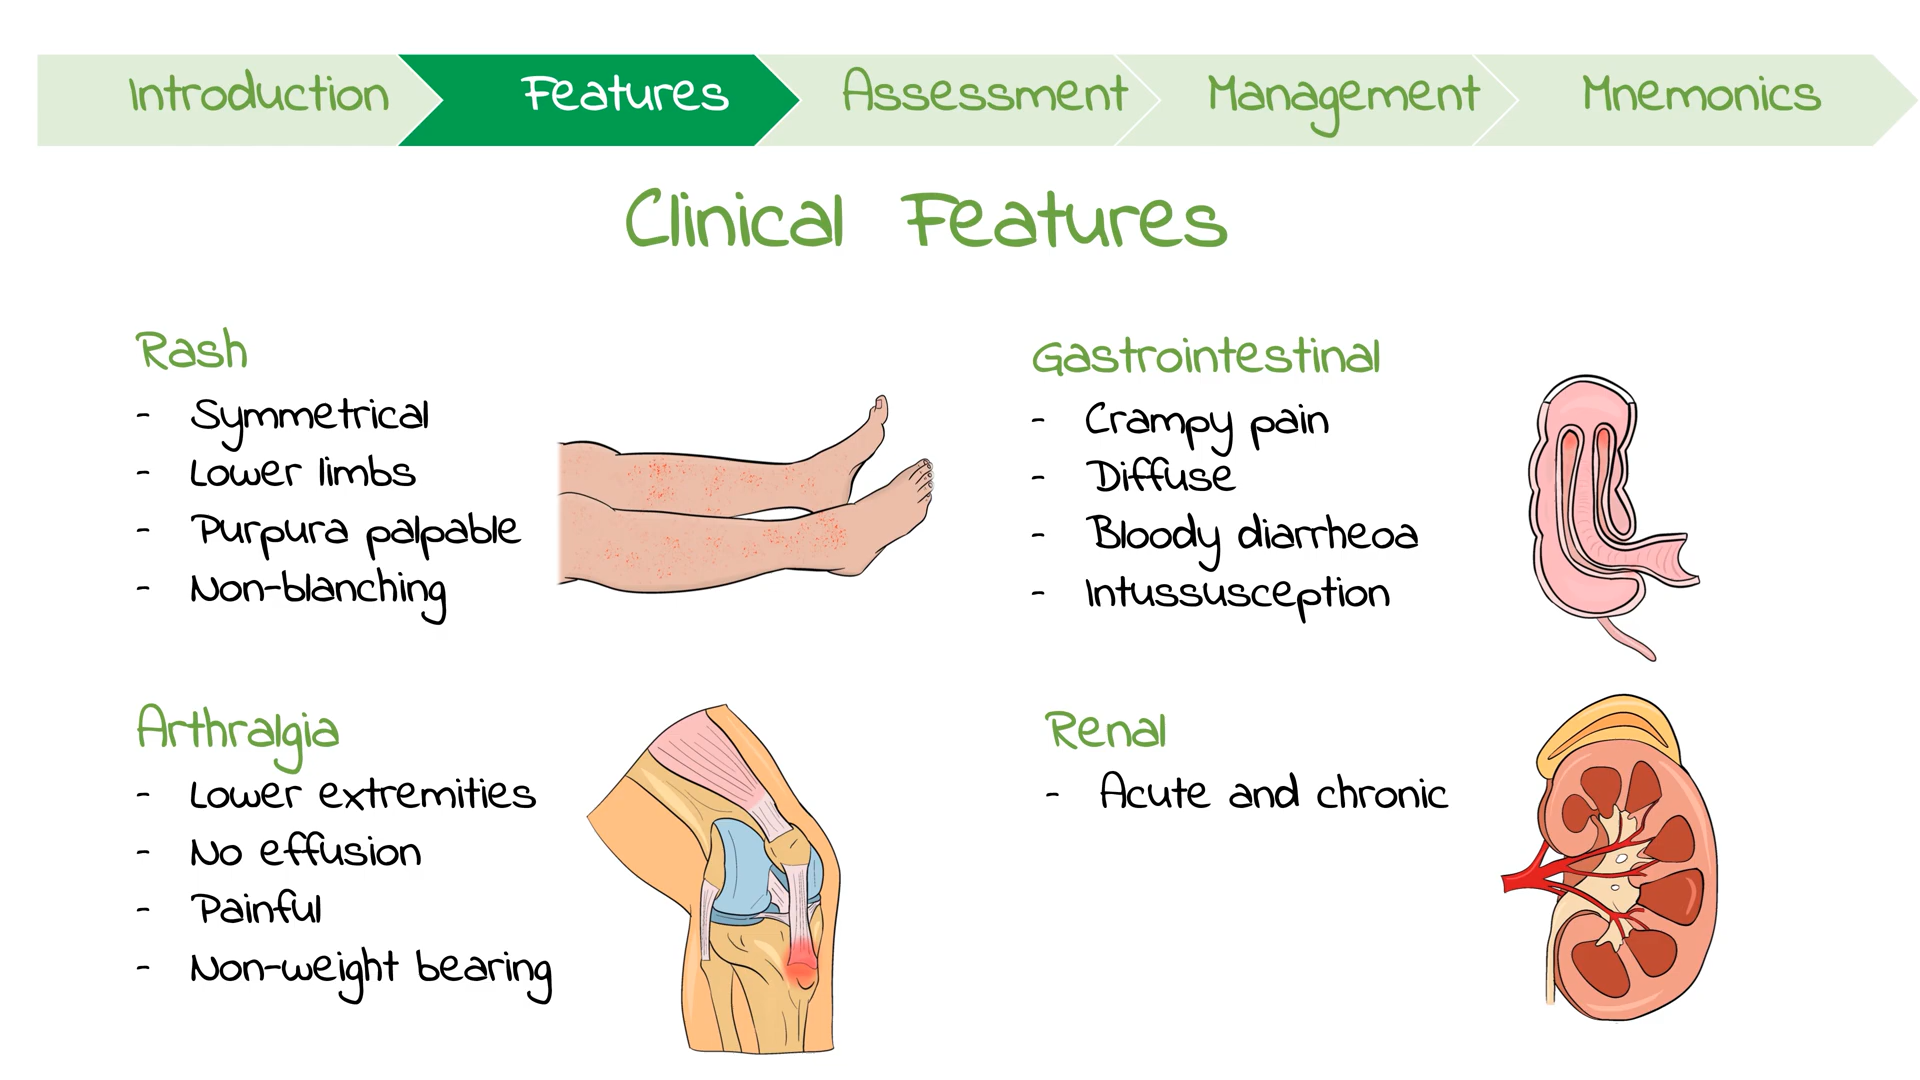 Introduction
Features
Assessment
Management
Mnemonics
Clinical Features
Rash
- Symmetrical
- Lower limbs
- Purpura palpable
- Non-blanching
Gastrointestinal
- Crampy pain
- Diffuse
- Bloody diarrheoa
- Intussusception
Arthralgia
- Lower extremities
- No effusion
- Painful
- Non-weight bearing
Renal
- Acute and chronic